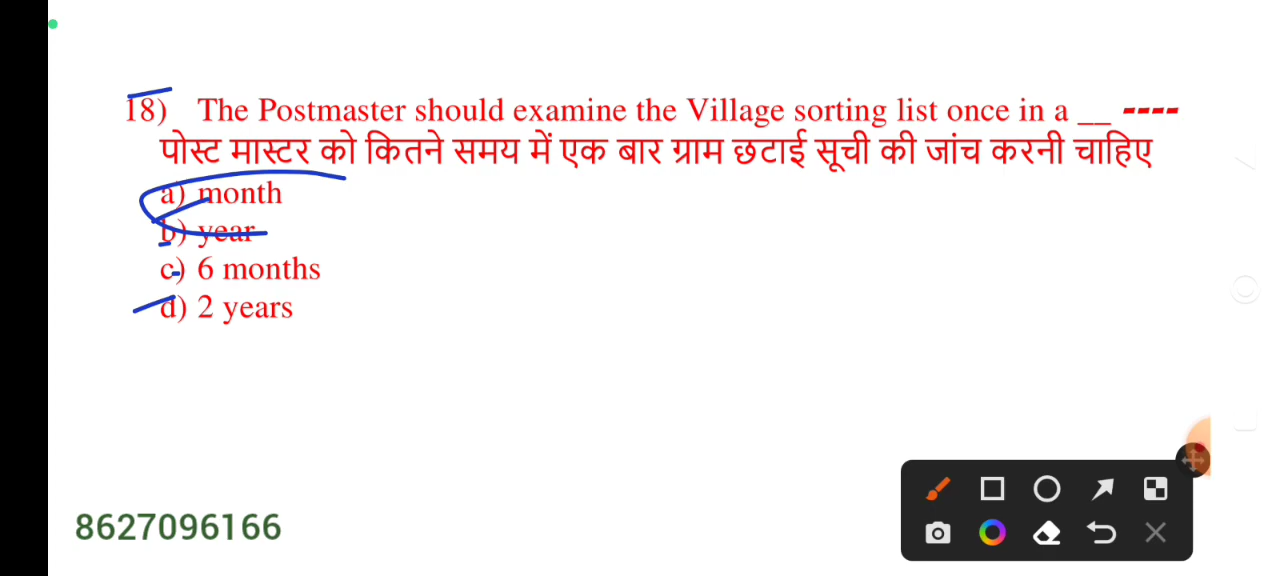 18) The Postmaster should examine the Village sorting list once in a __ ----
पोस्ट मास्टर को कितने समय में एक बार ग्राम छटाई सूची की जांच करनी चाहिए
a) month
b) year
c) 6 months
d) 2 years
8627096166